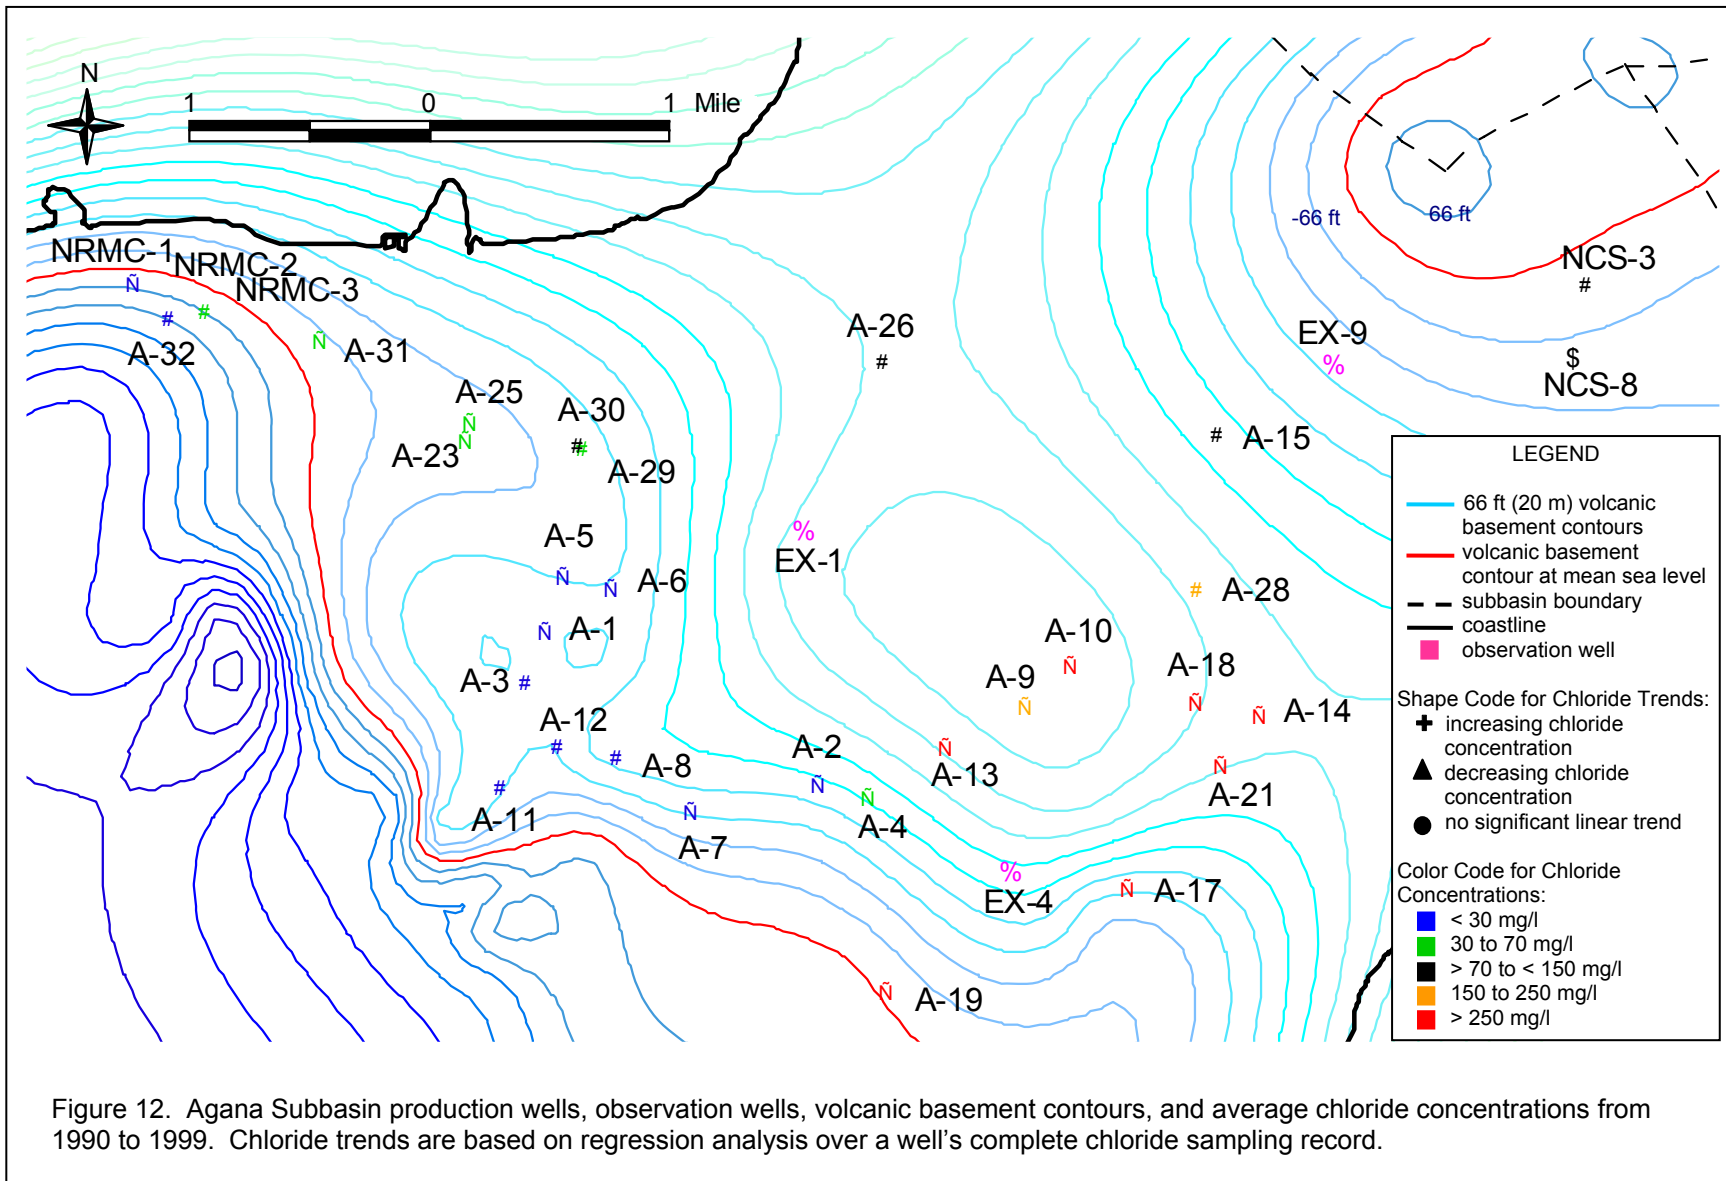 N
1 0 1 Mile
-66 ft
66 ft
NRMC-1
NRMC-2
NRMC-3
Ñ
#
#
Ñ
A-32
A-31
A-25
Ñ
Ñ
A-23
A-30
#
#
A-29
A-26
#
NCS-3
#
EX-9
%
$
NCS-8
#
A-15
A-5
Ñ
Ñ
A-6
%
EX-1
Ñ
A-1
A-3
#
#
A-28
A-10
Ñ
A-9
Ñ
A-18
Ñ
Ñ
A-14
A-12
#
#
A-8
#
A-11
A-2
Ñ
Ñ
A-4
Ñ
A-13
Ñ
A-21
Ñ
A-7
%
EX-4
Ñ
A-17
Ñ
A-19
LEGEND
66 ft (20 m) volcanic
basement contours
volcanic basement
contour at mean sea level
subbasin boundary
coastline
observation well
Shape Code for Chloride Trends:
increasing chloride
concentration
decreasing chloride
concentration
no significant linear trend
Color Code for Chloride
Concentrations:
< 30 mg/l
30 to 70 mg/l
> 70 to < 150 mg/l
150 to 250 mg/l
> 250 mg/l
Figure 12. Agana Subbasin production wells, observation wells, volcanic basement contours, and average chloride concentrations from
1990 to 1999. Chloride trends are based on regression analysis over a well's complete chloride sampling record.